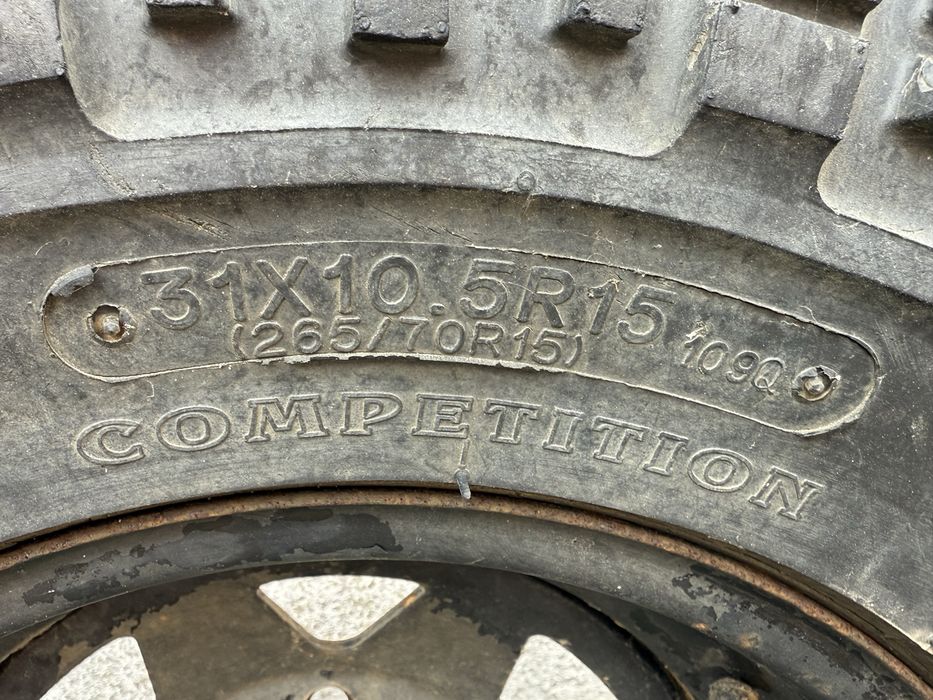 31X10.5R15
(265/70R15)
109Q
COMPETITION